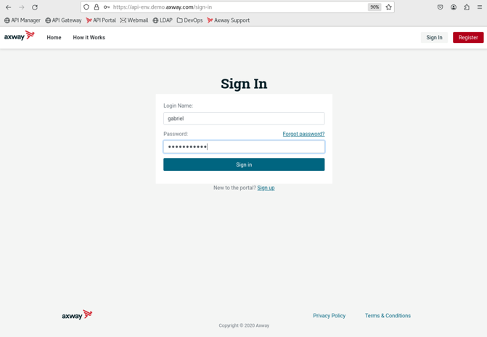 https://api-env.demo.axway.com/sign-in
90%
API Manager API Gateway API Portal Webmail LDAP DevOps Axway Support
axway Home How it Works Sign In Register
Sign In
Login Name:
gabriel
Password: Forgot password?
Sign in
New to the portal? Sign up
axway Privacy Policy Terms & Conditions
Copyright © 2020 Axway